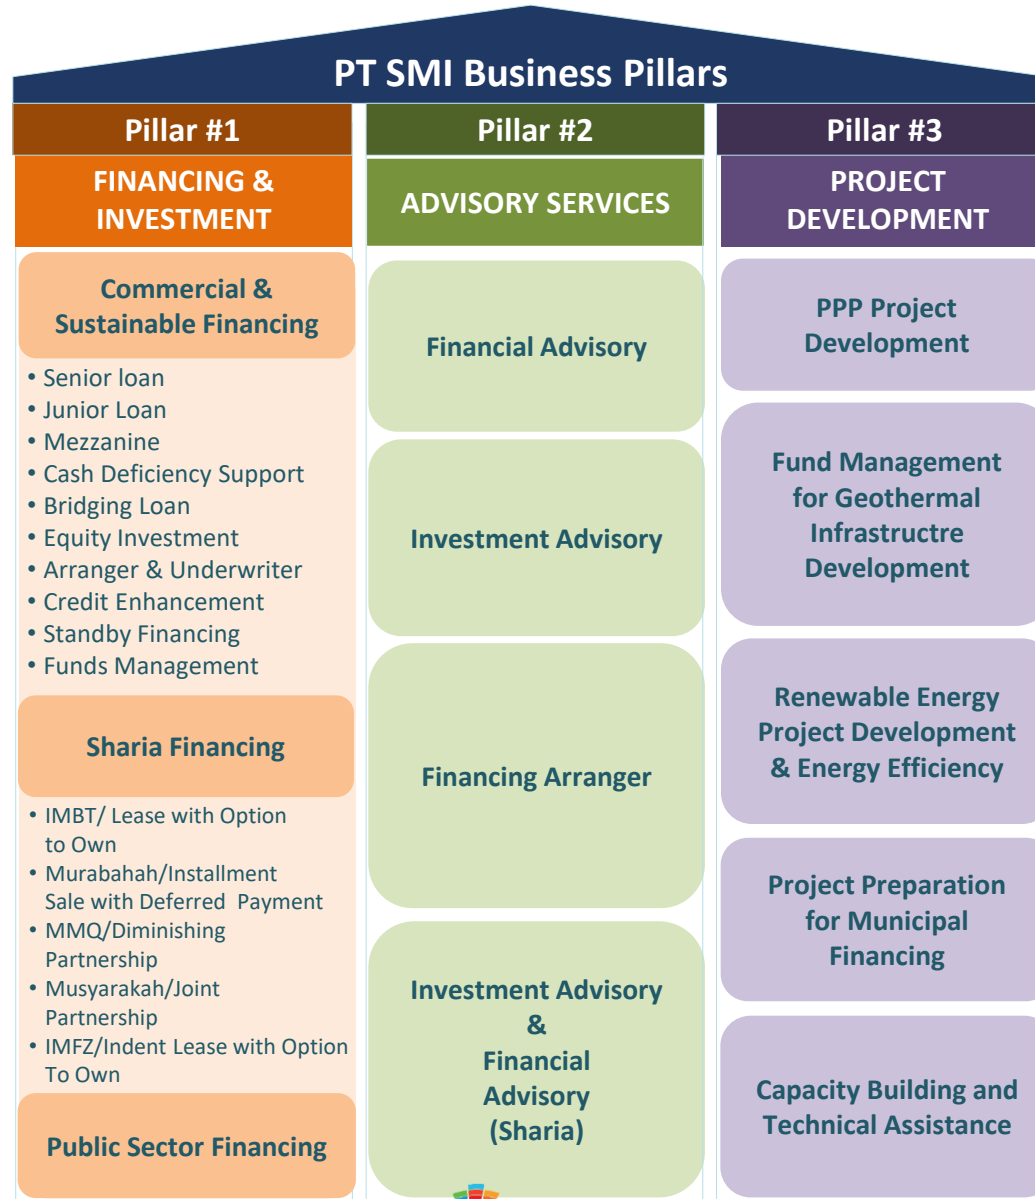 PT SMI Business Pillars
Pillar #1
FINANCING &
INVESTMENT
Commercial &
Sustainable Financing
• Senior loan
• Junior Loan
• Mezzanine
• Cash Deficiency Support
• Bridging Loan
• Equity Investment
• Arranger & Underwriter
• Credit Enhancement
• Standby Financing
• Funds Management
Sharia Financing
• IMBT/ Lease with Option
to Own
• Murabahah/Installment
Sale with Deferred Payment
• MMQ/Diminishing
Partnership
• Musyarakah/Joint
Partnership
• IMFZ/Indent Lease with Option
To Own
Public Sector Financing
Pillar #2
ADVISORY SERVICES
Financial Advisory
Investment Advisory
Financing Arranger
Investment Advisory
&
Financial
Advisory
(Sharia)
Pillar #3
PROJECT
DEVELOPMENT
PPP Project
Development
Fund Management
for Geothermal
Infrastructre
Development
Renewable Energy
Project Development
& Energy Efficiency
Project Preparation
for Municipal
Financing
Capacity Building and
Technical Assistance